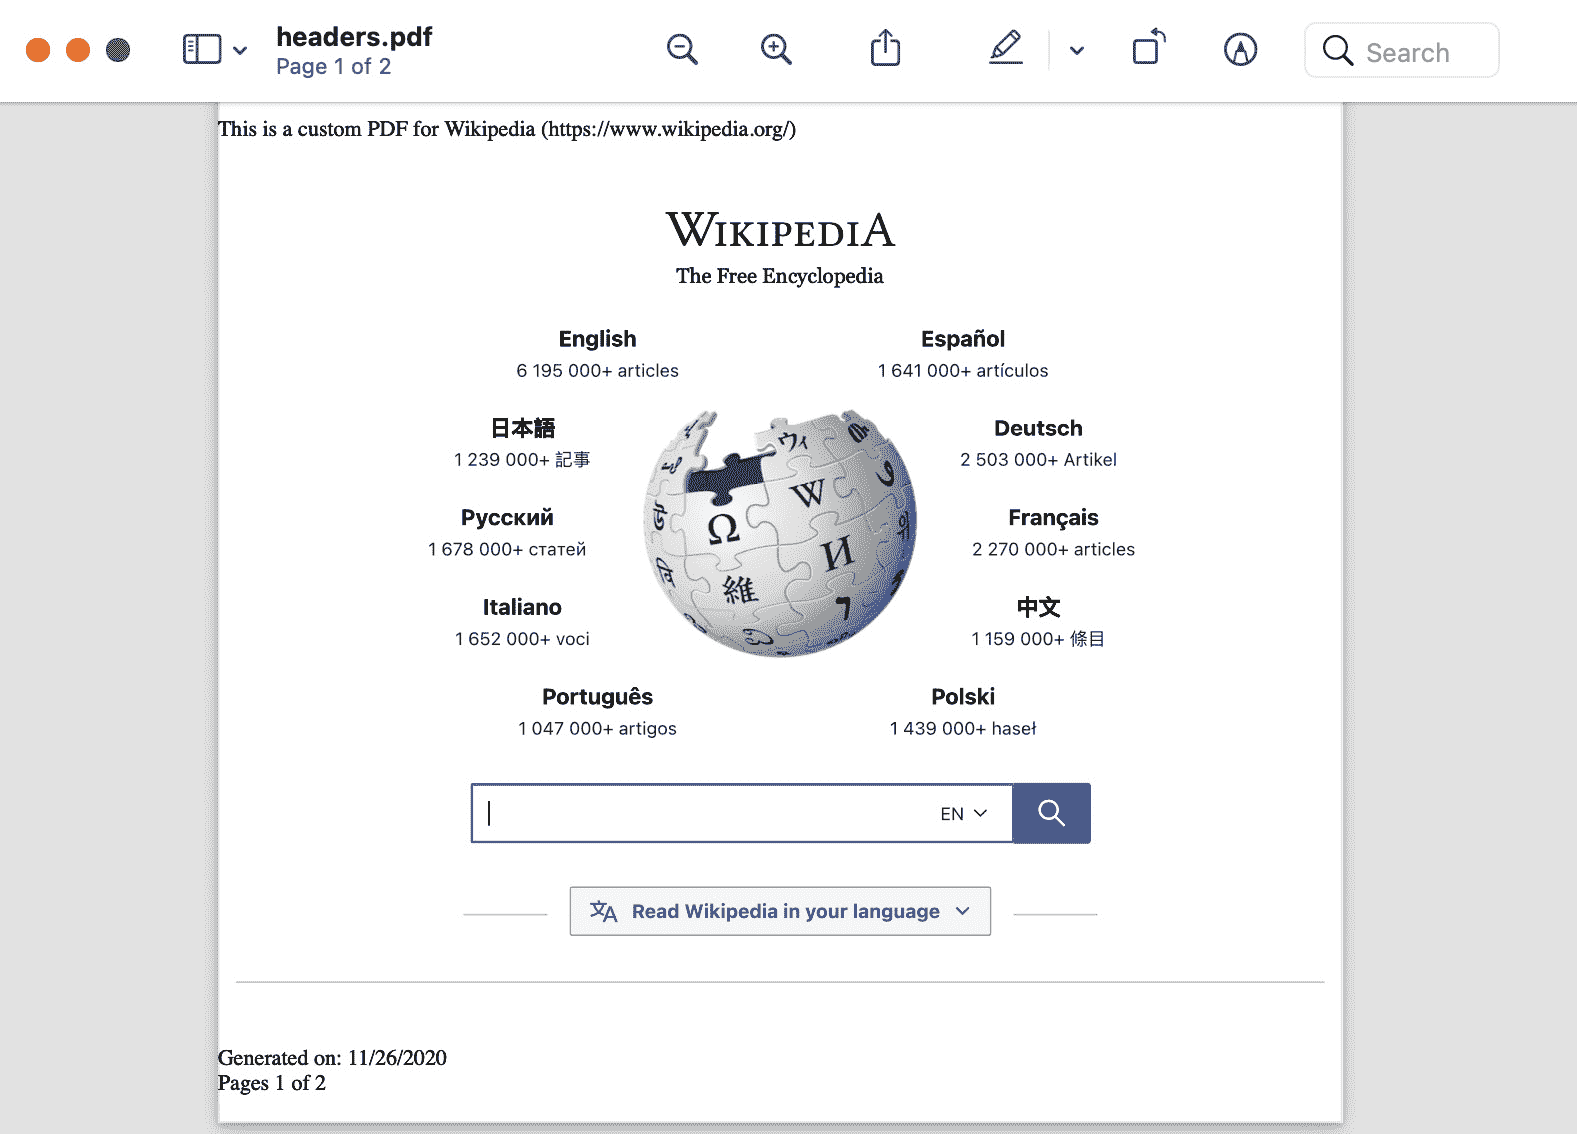 headers.pdf
Page 1 of 2
Search
This is a custom PDF for Wikipedia (https://www.wikipedia.org/)
WIKIPEDIA
The Free Encyclopedia
English
6 195 000+ articles
Español
1 641 000+ artículos
日本語
1 239 000+ 記事
Deutsch
2 503 000+ Artikel
Русский
1 678 000+ статей
Français
2 270 000+ articles
Italiano
1 652 000+ voci
中文
1 159 000+ 條目
Português
1 047 000+ artigos
Polski
1 439 000+ haseł
ウィ
W
Ω
И
維
EN
Read Wikipedia in your language
Generated on: 11/26/2020
Pages 1 of 2